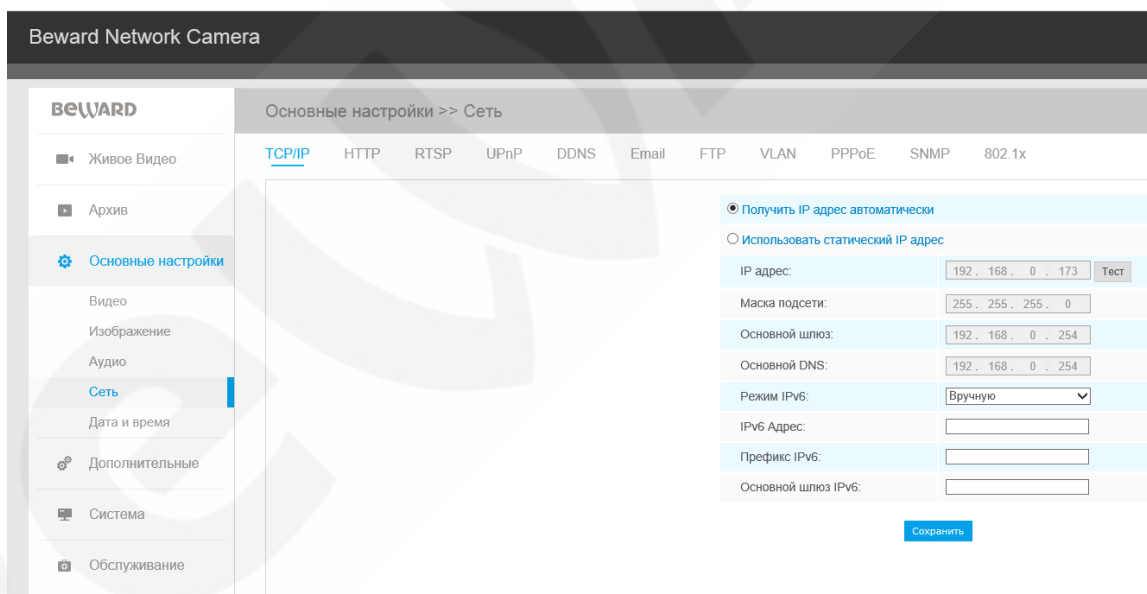 Beward Network Camera
BEWARD
Основные настройки >> Сеть
Живое Видео
Архив
Основные настройки
Видео
Изображение
Аудио
Сеть
Дата и время
Дополнительные
Система
Обслуживание
TCP/IP HTTP RTSP UPnP DDNS Email FTP VLAN PPPoE SNMP 802.1x
Получить IP адрес автоматически
Использовать статический IP адрес
IP адрес: 192 . 168 . 0 . 173 Тест
Маска подсети: 255 . 255 . 255 . 0
Основной шлюз: 192 . 168 . 0 . 254
Основной DNS: 192 . 168 . 0 . 254
Режим IPv6: Вручную
IPv6 Адрес:
Префикс IPv6:
Основной шлюз IPv6:
Сохранить